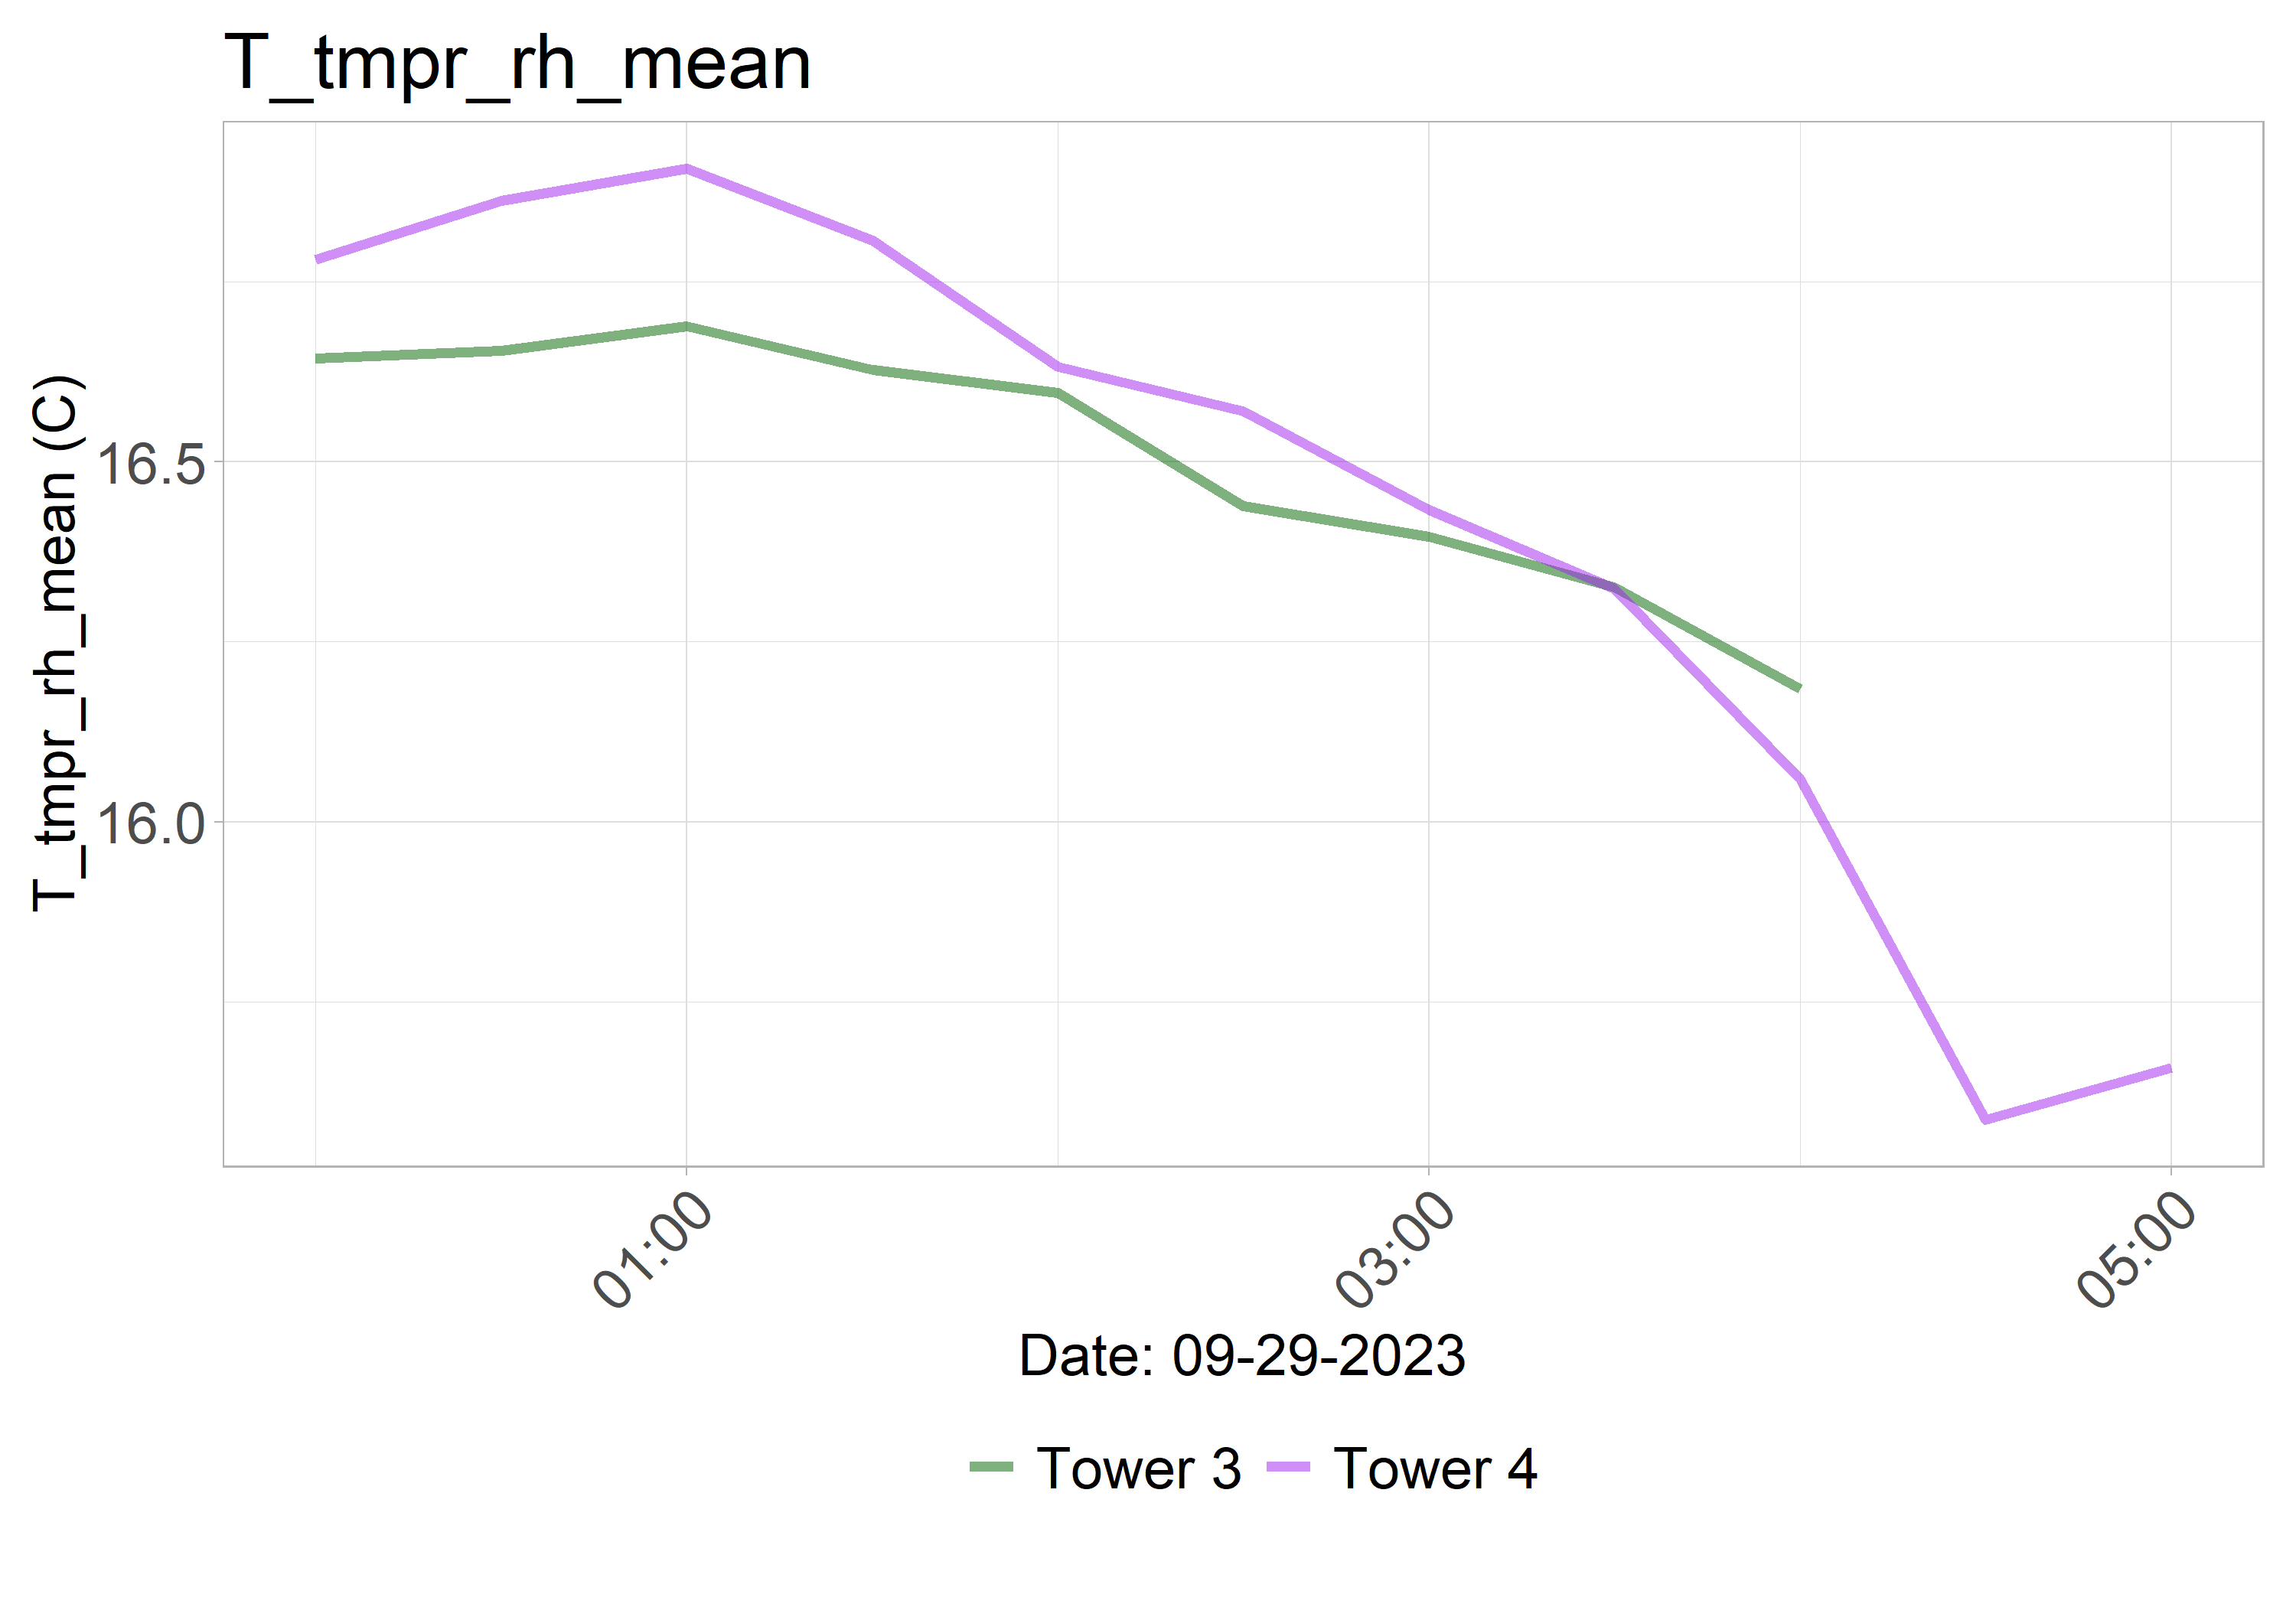 T_tmpr_rh_mean
T_tmpr_rh_mean (C)
16.5
16.0
01:00
03:00
05:00
Date: 09-29-2023
Tower 3
Tower 4